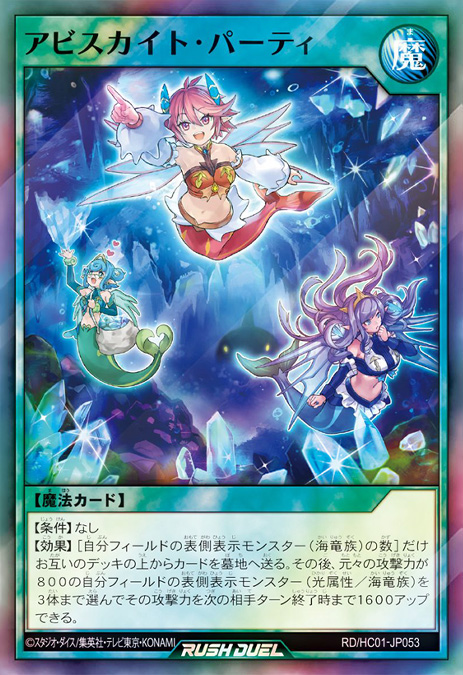 アビスカイト・パーティ
魔
ま
【魔法カード】
【条件】なし
【効果】［自分フィールドの表側表示モンスター（海竜族）の数］だけ
お互いのデッキの上からカードを墓地へ送る。その後、元々の攻撃力が
８００の自分フィールドの表側表示モンスター（光属性／海竜族）を
３体まで選んでその攻撃力を次の相手ターン終了時まで１６００アップ
できる。
©スタジオ・ダイス/集英社・テレビ東京・KONAMI
RUSH DUEL
RD/HC01-JP053